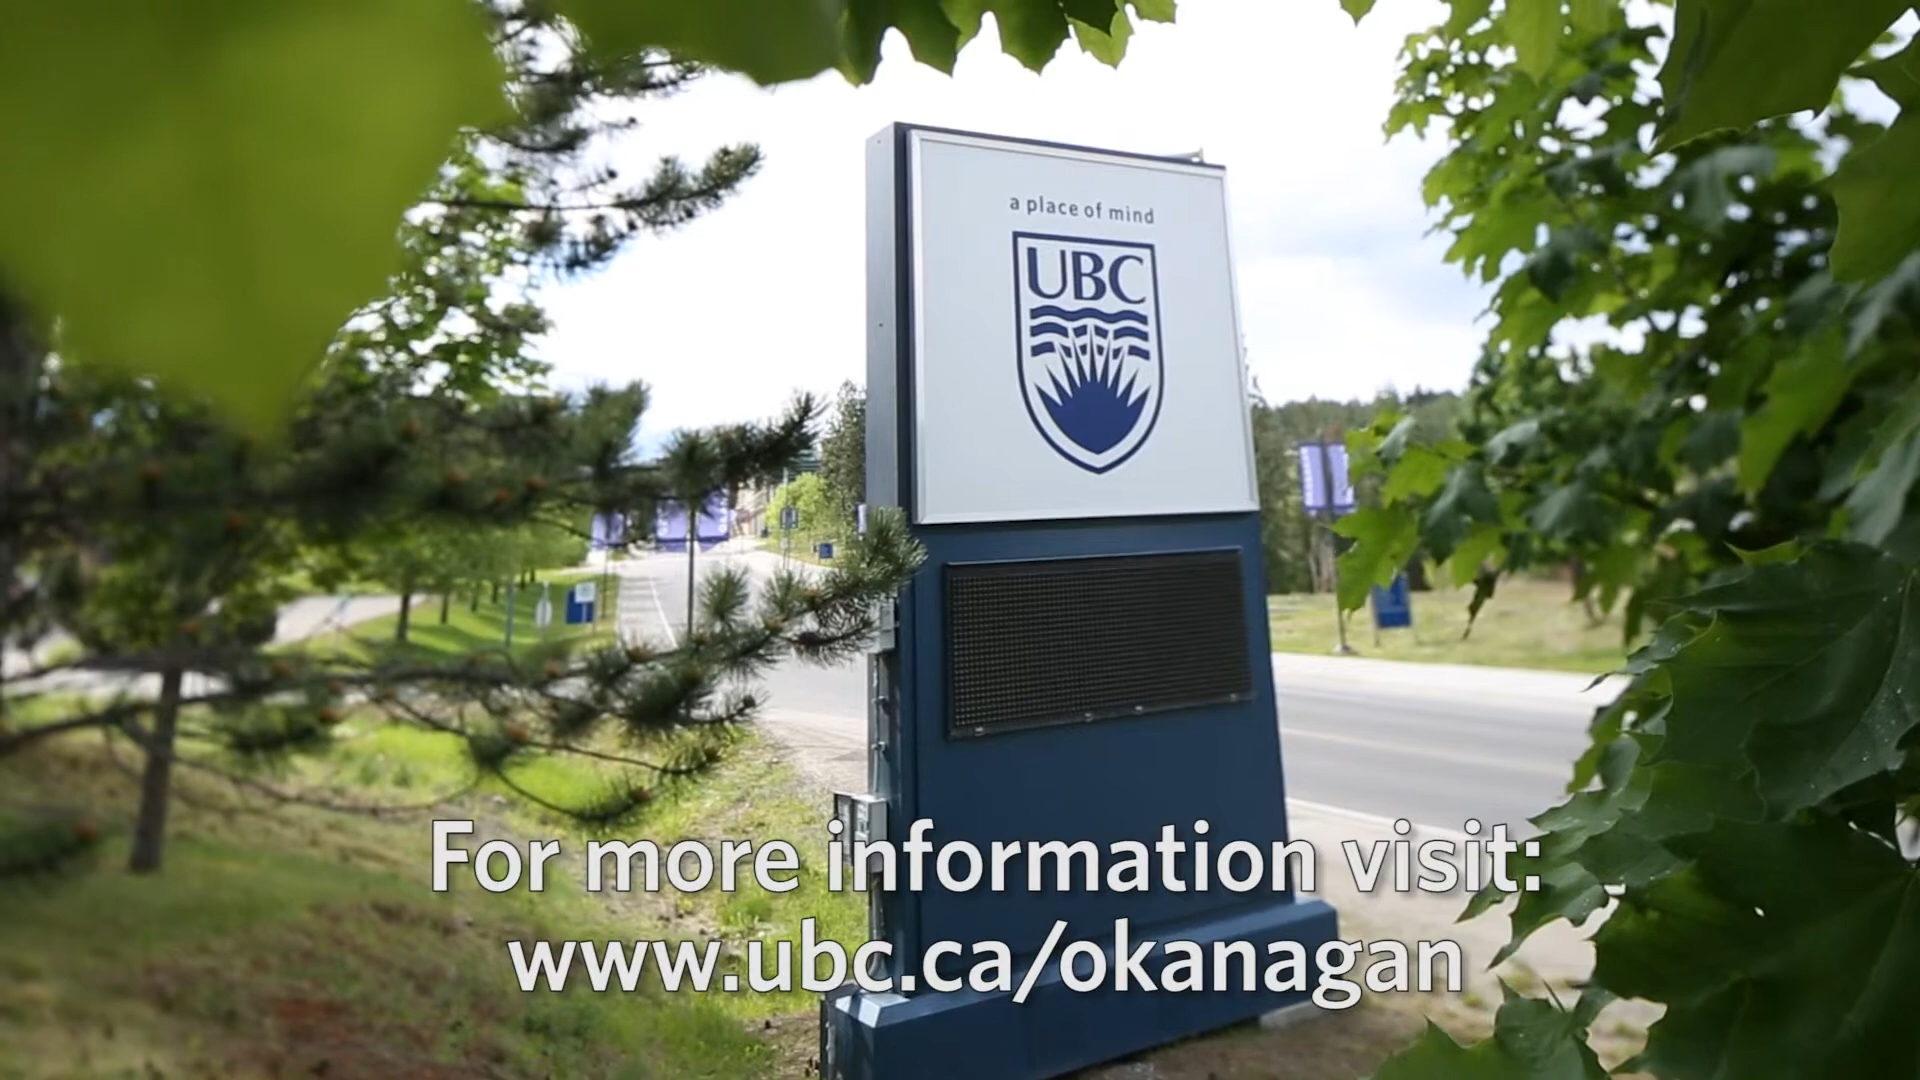 a place of mind
UBC
For more information visit:
www.ubc.ca/okanagan